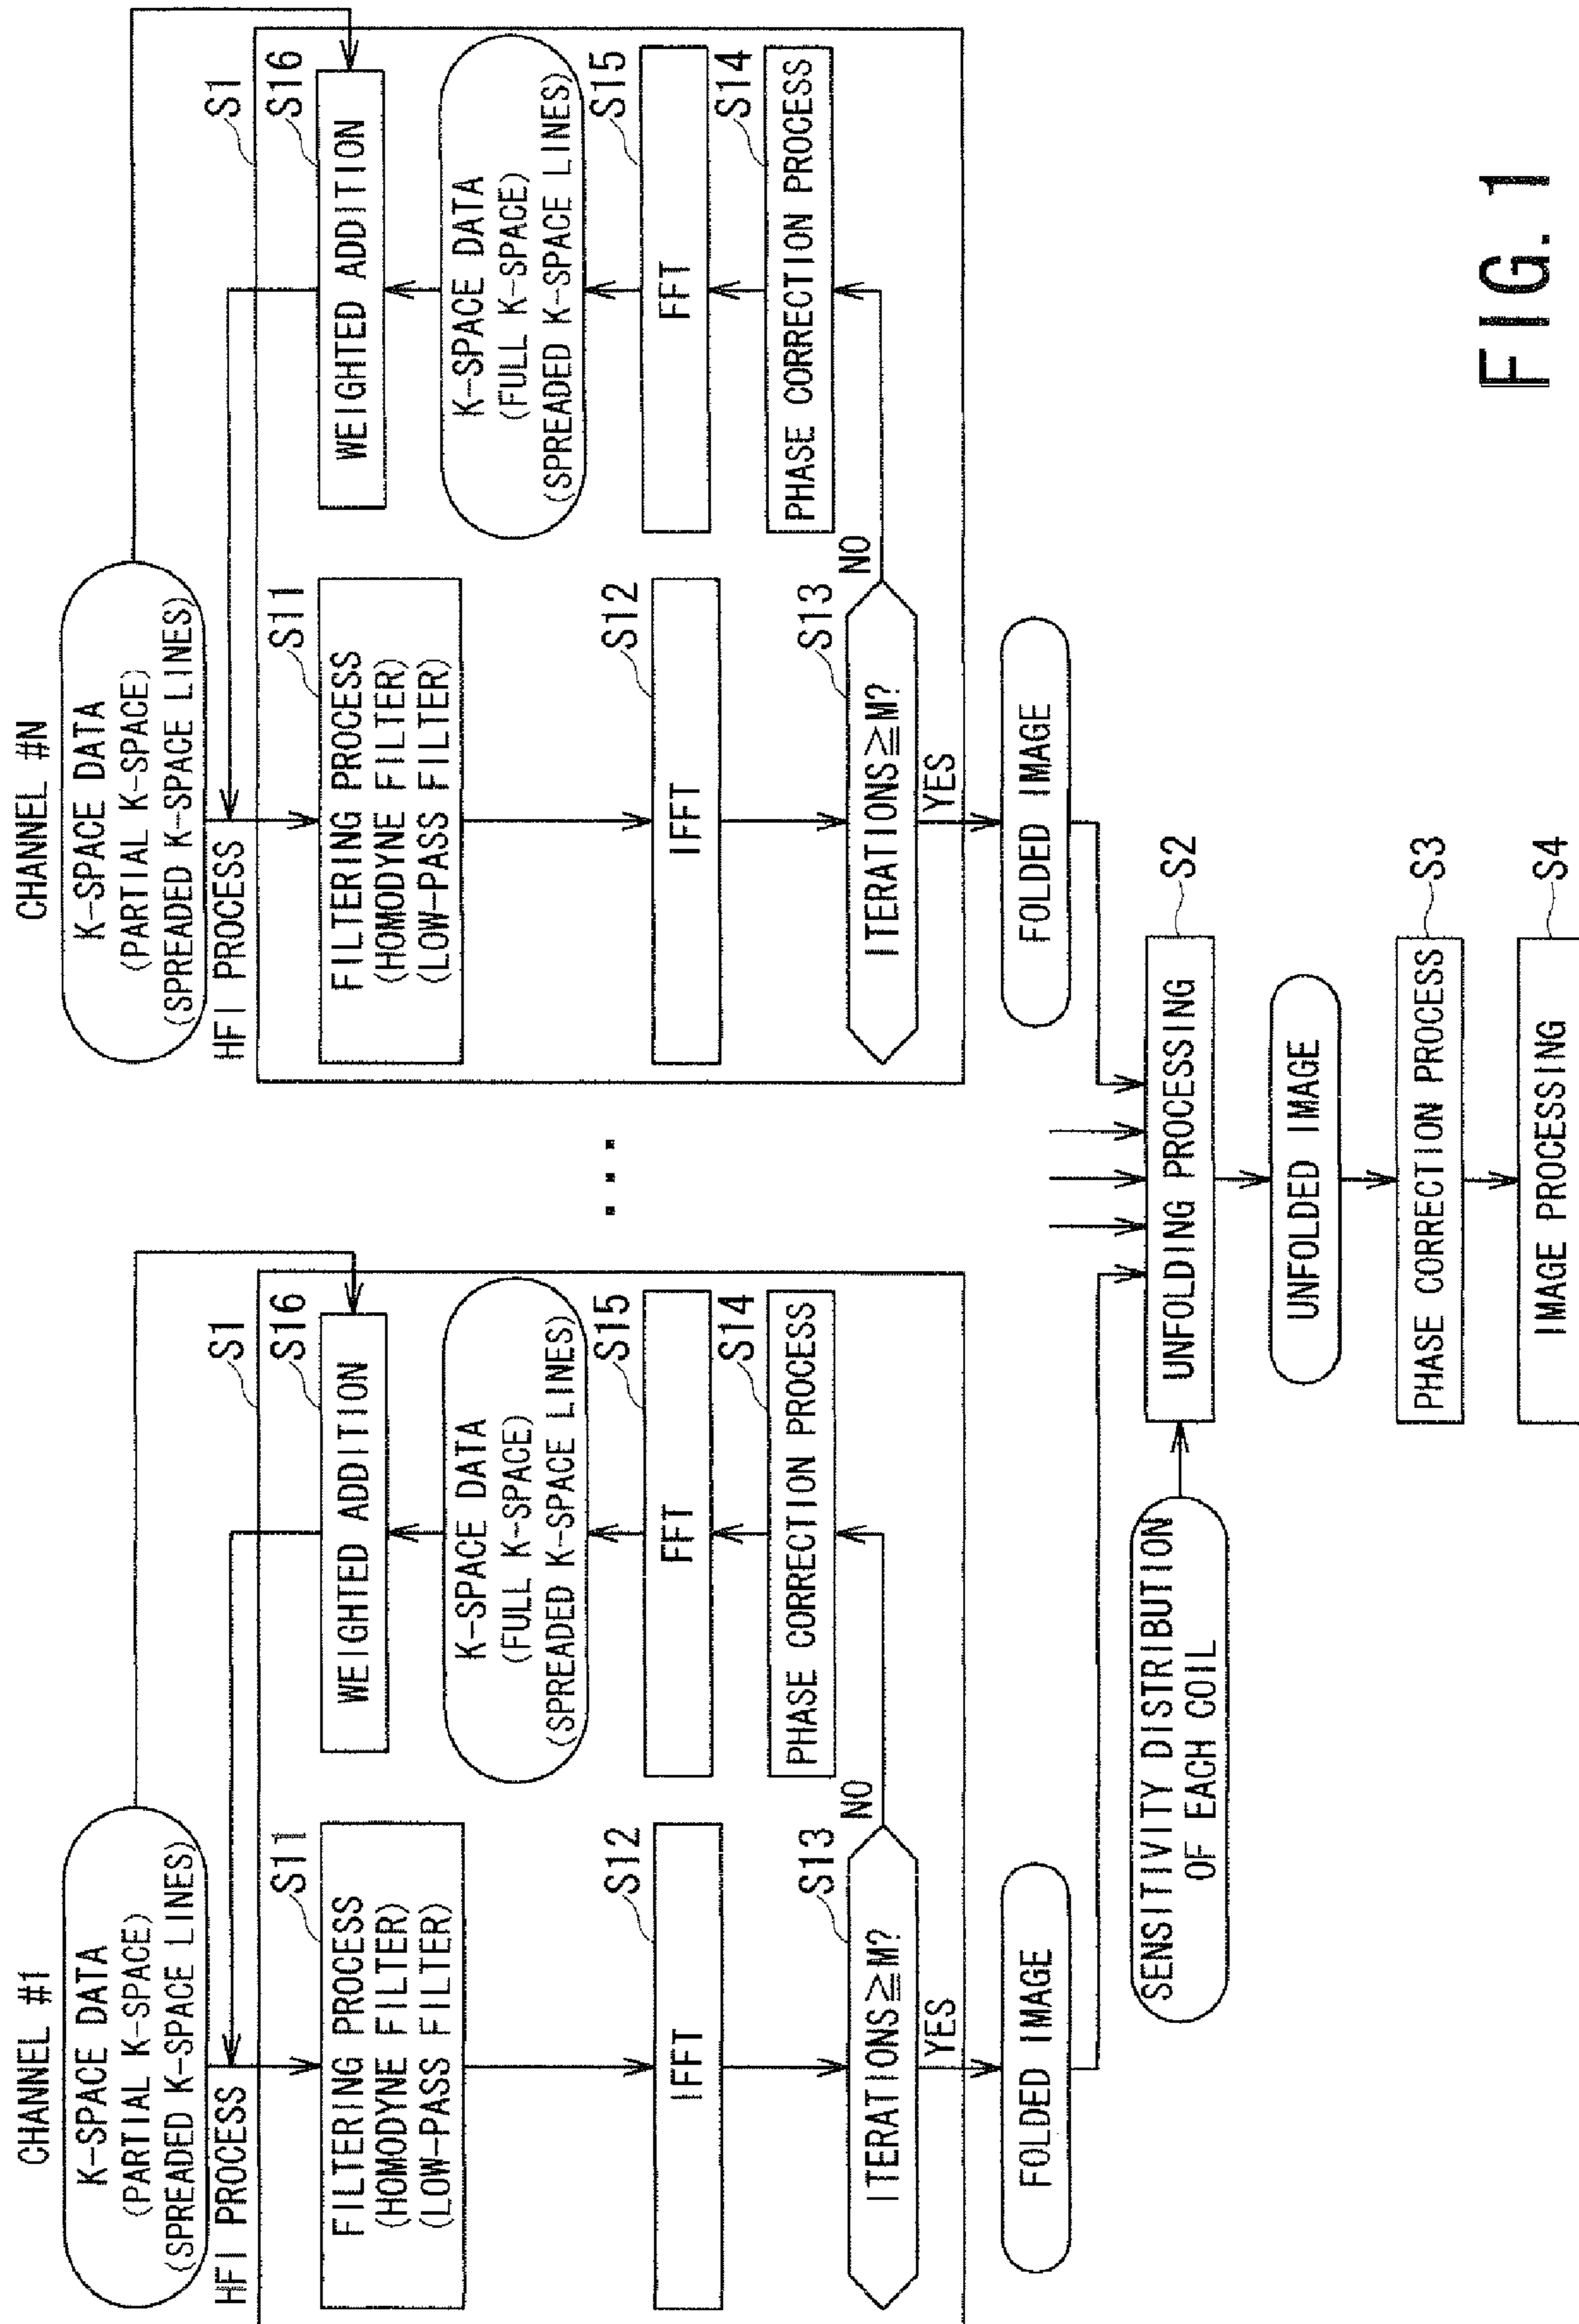 CHANNEL #1
K-SPACE DATA
(PARTIAL K-SPACE)
(SPREADED K-SPACE LINES)
HFI PROCESS
S1
S11
FILTERING PROCESS
(HOMODYNE FILTER)
(LOW-PASS FILTER)
S16
WEIGHTED ADDITION
K-SPACE DATA
(FULL K-SPACE)
(SPREADED K-SPACE LINES)
S12
IFFT
S15
FFT
S13
ITERATIONS≧M?
NO
YES
S14
PHASE CORRECTION PROCESS
FOLDED IMAGE
...
CHANNEL #N
K-SPACE DATA
(PARTIAL K-SPACE)
(SPREADED K-SPACE LINES)
HFI PROCESS
S1
S11
FILTERING PROCESS
(HOMODYNE FILTER)
(LOW-PASS FILTER)
S16
WEIGHTED ADDITION
K-SPACE DATA
(FULL K-SPACE)
(SPREADED K-SPACE LINES)
S12
IFFT
S15
FFT
S13
ITERATIONS≧M?
NO
YES
S14
PHASE CORRECTION PROCESS
FOLDED IMAGE
SENSITIVITY DISTRIBUTION
OF EACH COIL
UNFOLDING PROCESSING
S2
UNFOLDED IMAGE
PHASE CORRECTION PROCESS
S3
IMAGE PROCESSING
S4
FIG. 1